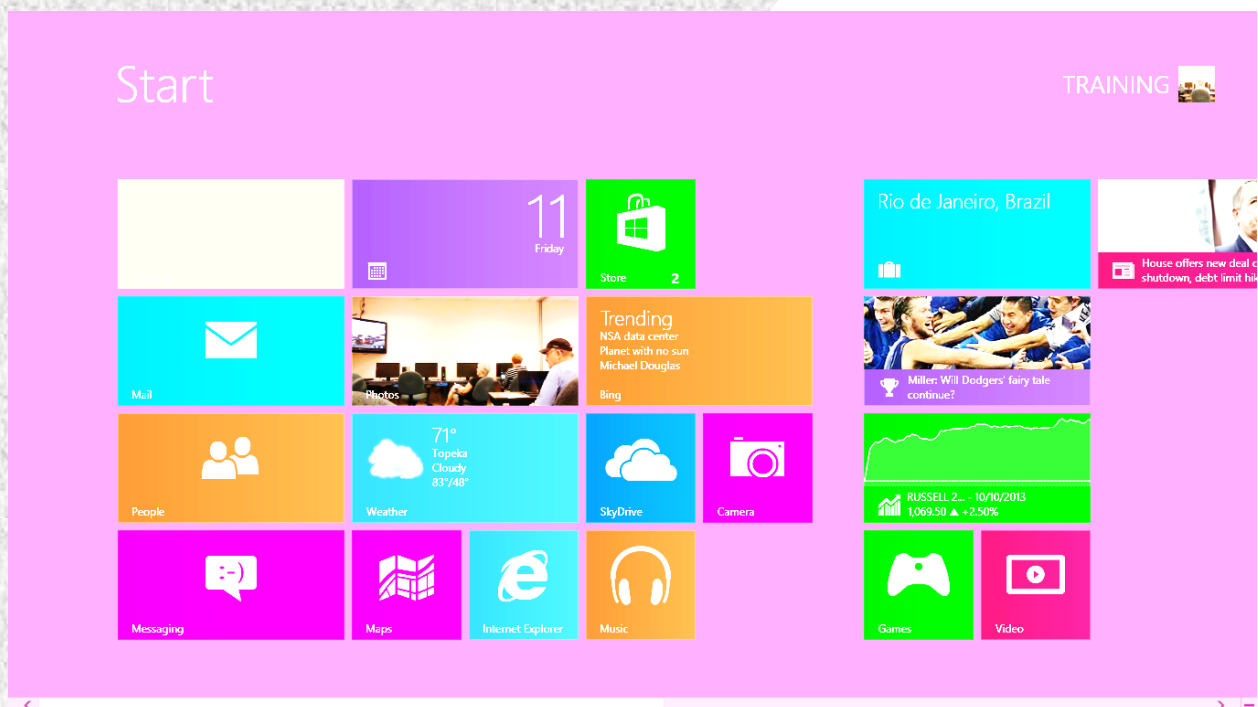 Start
TRAINING
11
Friday
Store 2
Rio de Janeiro, Brazil
House offers new deal
shutdown, debt limit
Mail
Photos
Trending
NSA data center
Planet with no sun
Michael Douglas
Bing
Miller: Will Dodgers' fairy tale
continue?
People
71°
Topeka
Cloudy
83°/48°
Weather
SkyDrive
Camera
RUSSELL 2... - 10/10/2013
1,069.50 ▲ +2.50%
:-)
Messaging
Maps
Internet Explorer
Music
Games
Video